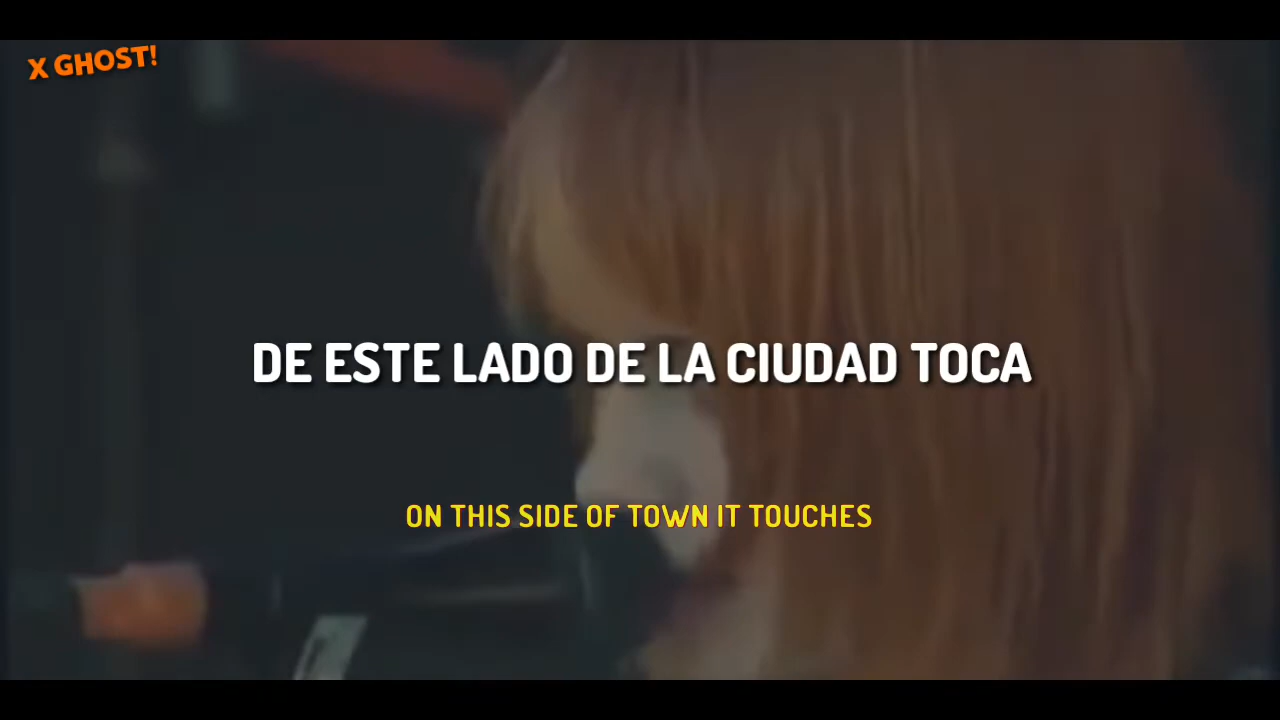 X GHOST!
DE ESTE LADO DE LA CIUDAD TOCA
ON THIS SIDE OF TOWN IT TOUCHES